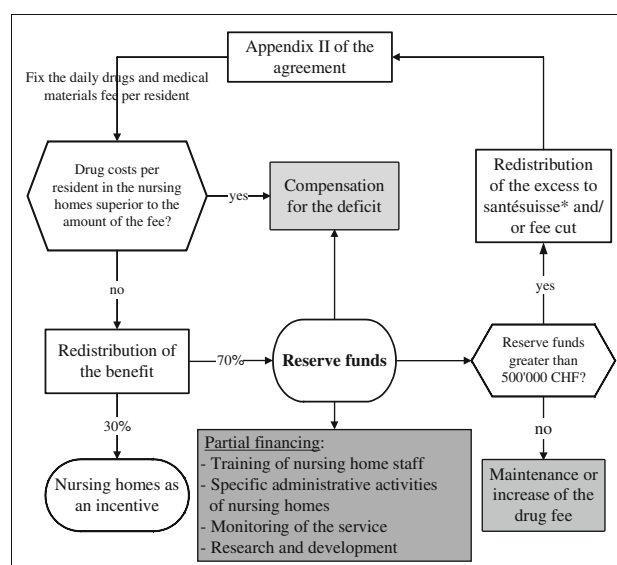 Appendix II of the
agreement
Fix the daily drugs and medical
materials fee per resident
Drug costs per
resident in the nursing
homes superior to the
amount of the fee?
yes
Compensation
for the deficit
Redistribution
of the excess to
santésuisse* and/
or fee cut
no
yes
Redistribution of
the benefit
70%
Reserve funds
Reserve funds
greater than
500'000 CHF?
30%
Nursing homes as
an incentive
Partial financing:
- Training of nursing home staff
- Specific administrative activities
of nursing homes
- Monitoring of the service
- Research and development
no
Maintenance or
increase of the
drug fee